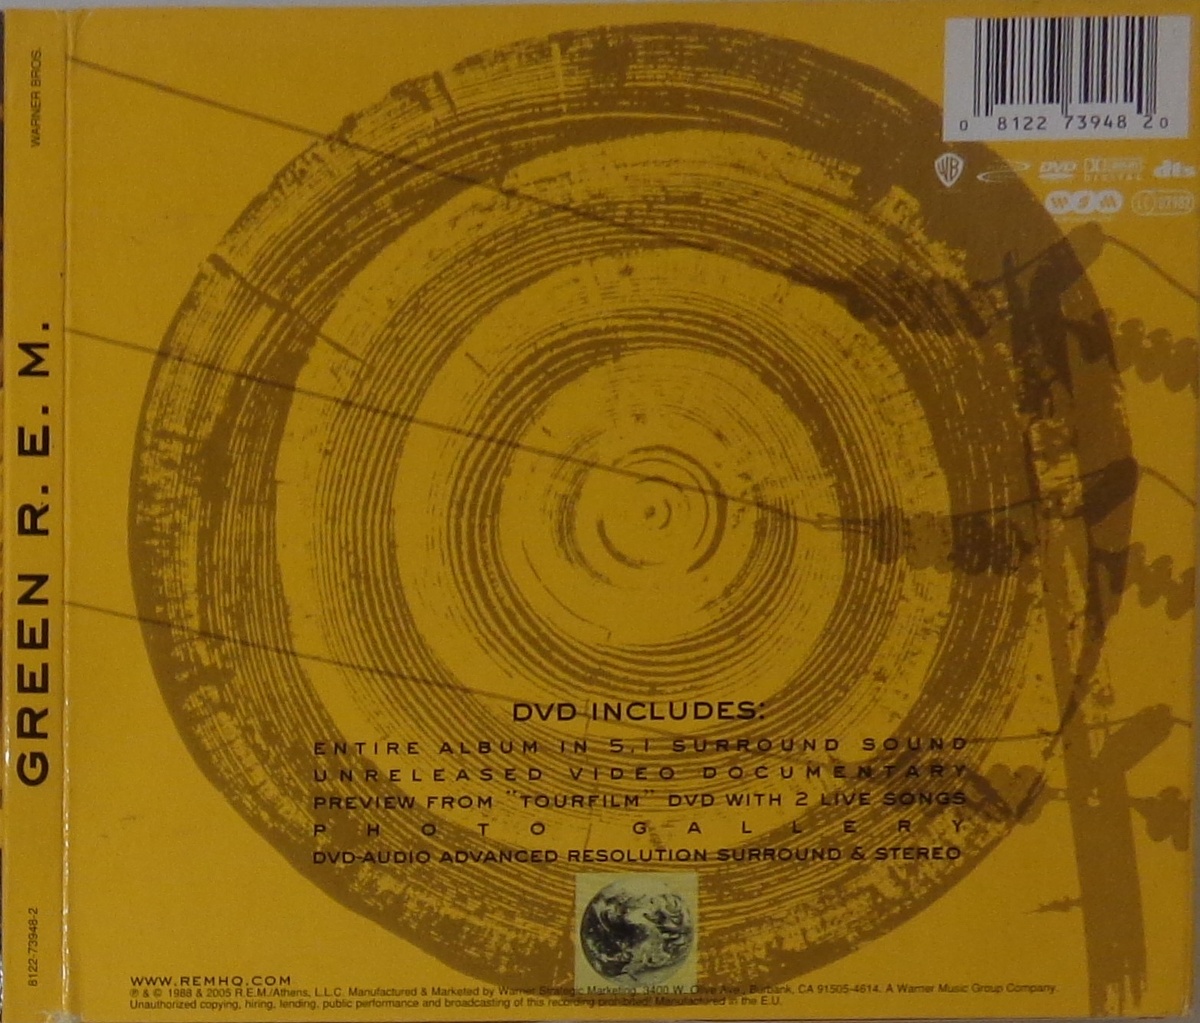 WARNER BROS.
GREEN R. E. M.
8122-73948-2
0 8122 73948 2 0
WB
DVD
DIGITAL
dts
DVD INCLUDES:
ENTIRE ALBUM IN 5.1 SURROUND SOUND
UNRELEASED VIDEO DOCUMENTARY
PREVIEW FROM "TOURFILM" DVD WITH 2 LIVE SONGS
PHOTO GALLERY
DVD-AUDIO ADVANCED RESOLUTION SURROUND & STEREO
WWW.REMHQ.COM
℗ & © 1988 & 2005 R.E.M./Athens, L.L.C. Manufactured & Marketed by Warner Strategic Marketing, 3400 W. Olive Ave., Burbank, CA 91505-4614. A Warner Music Group Company.
Unauthorized copying, hiring, lending, public performance and broadcasting of this recording prohibited! Manufactured in the E.U.